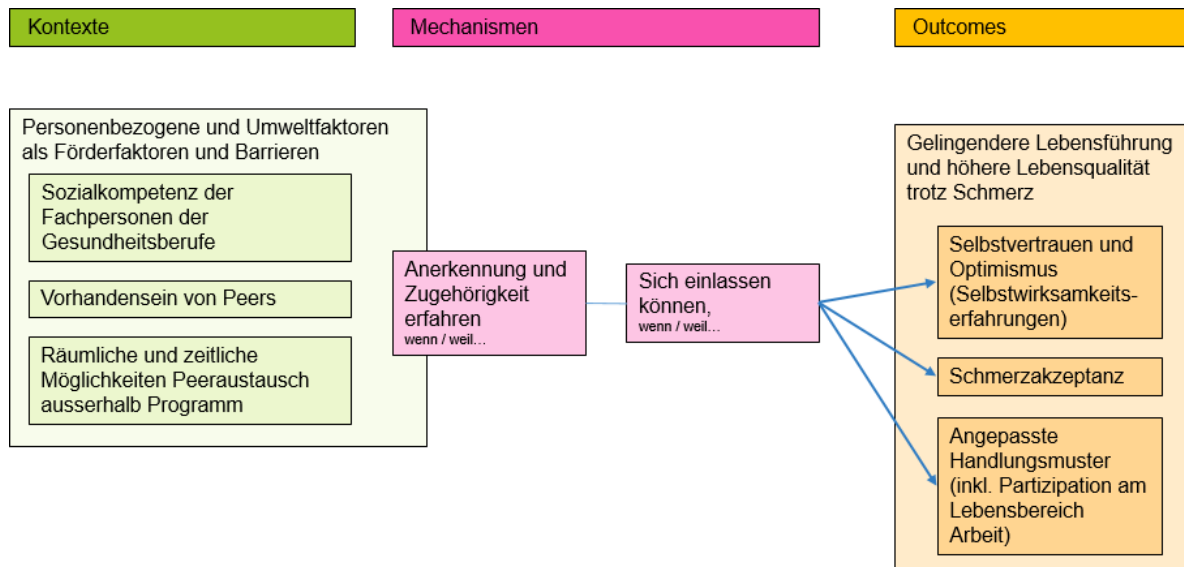 Kontexte
Mechanismen
Outcomes
Personenbezogene und Umweltfaktoren
als Förderfaktoren und Barrieren
Sozialkompetenz der
Fachpersonen der
Gesundheitsberufe
Vorhandensein von Peers
Räumliche und zeitliche
Möglichkeiten Peeraustausch
ausserhalb Programm
Anerkennung und
Zugehörigkeit
erfahren
wenn / weil...
Sich einlassen
können,
wenn / weil...
Gelingendere Lebensführung
und höhere Lebensqualität
trotz Schmerz
Selbstvertrauen und
Optimismus
(Selbstwirksamkeits-
erfahrungen)
Schmerzakzeptanz
Angepasste
Handlungsmuster
(inkl. Partizipation am
Lebensbereich
Arbeit)